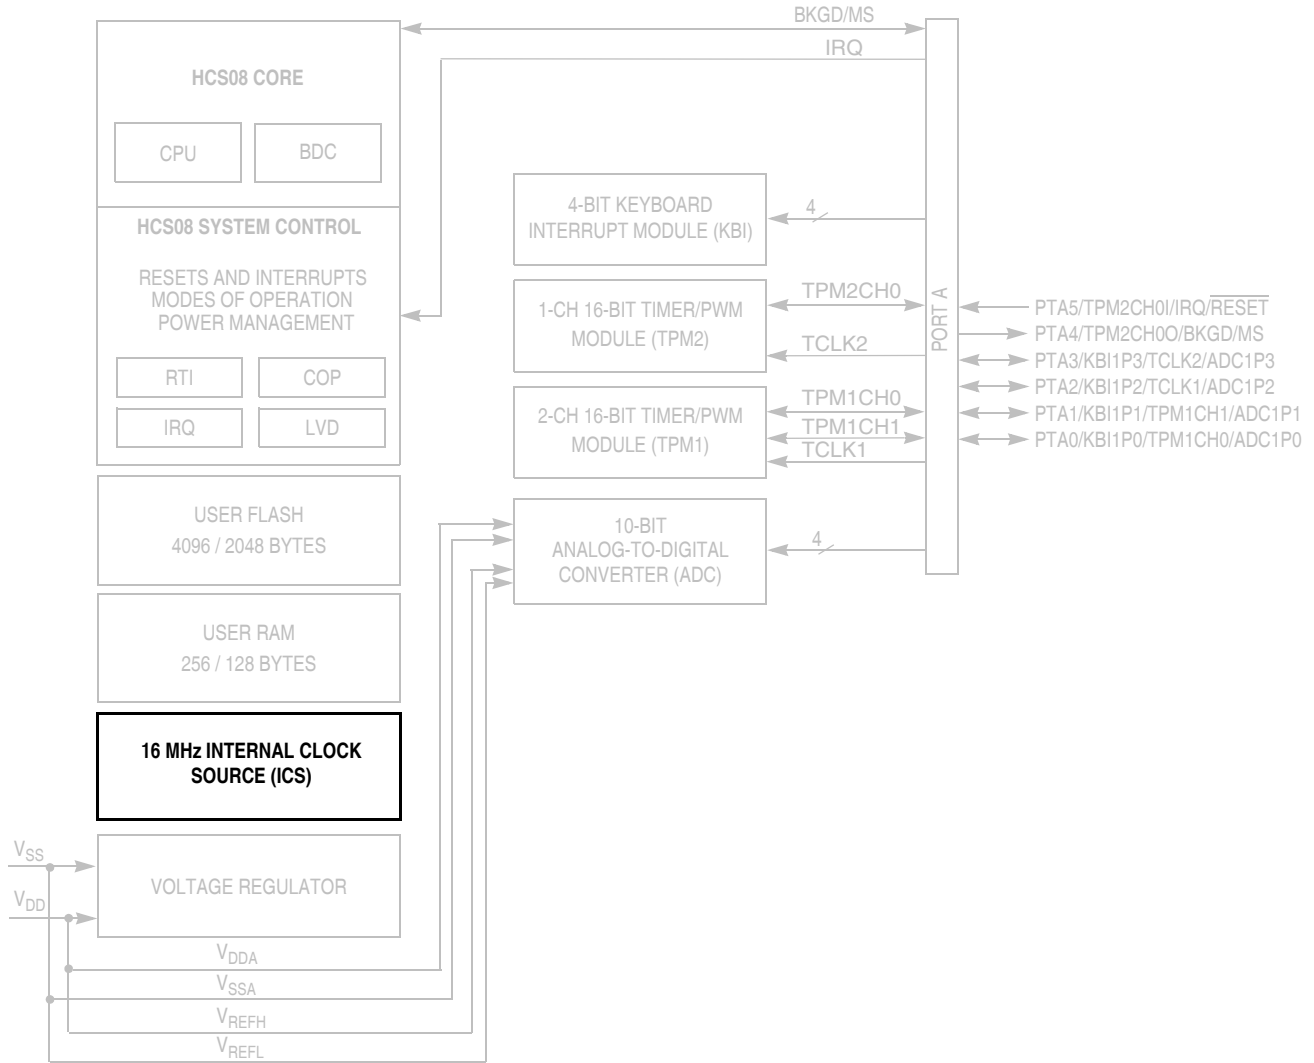 BKGD/MS
IRQ
HCS08 CORE
CPU
BDC
HCS08 SYSTEM CONTROL
RESETS AND INTERRUPTS
MODES OF OPERATION
POWER MANAGEMENT
RTI
COP
IRQ
LVD
USER FLASH
4096 / 2048 BYTES
USER RAM
256 / 128 BYTES
16 MHz INTERNAL CLOCK
SOURCE (ICS)
VOLTAGE REGULATOR
VSS
VDD
VDDA
VSSA
VREFH
VREFL
4-BIT KEYBOARD
INTERRUPT MODULE (KBI)
4
1-CH 16-BIT TIMER/PWM
MODULE (TPM2)
TPM2CH0
TCLK2
2-CH 16-BIT TIMER/PWM
MODULE (TPM1)
TPM1CH0
TPM1CH1
TCLK1
10-BIT
ANALOG-TO-DIGITAL
CONVERTER (ADC)
4
PORT A
PTA5/TPM2CH0I/IRQ/RESET
PTA4/TPM2CH0O/BKGD/MS
PTA3/KBI1P3/TCLK2/ADC1P3
PTA2/KBI1P2/TCLK1/ADC1P2
PTA1/KBI1P1/TPM1CH1/ADC1P1
PTA0/KBI1P0/TPM1CH0/ADC1P0